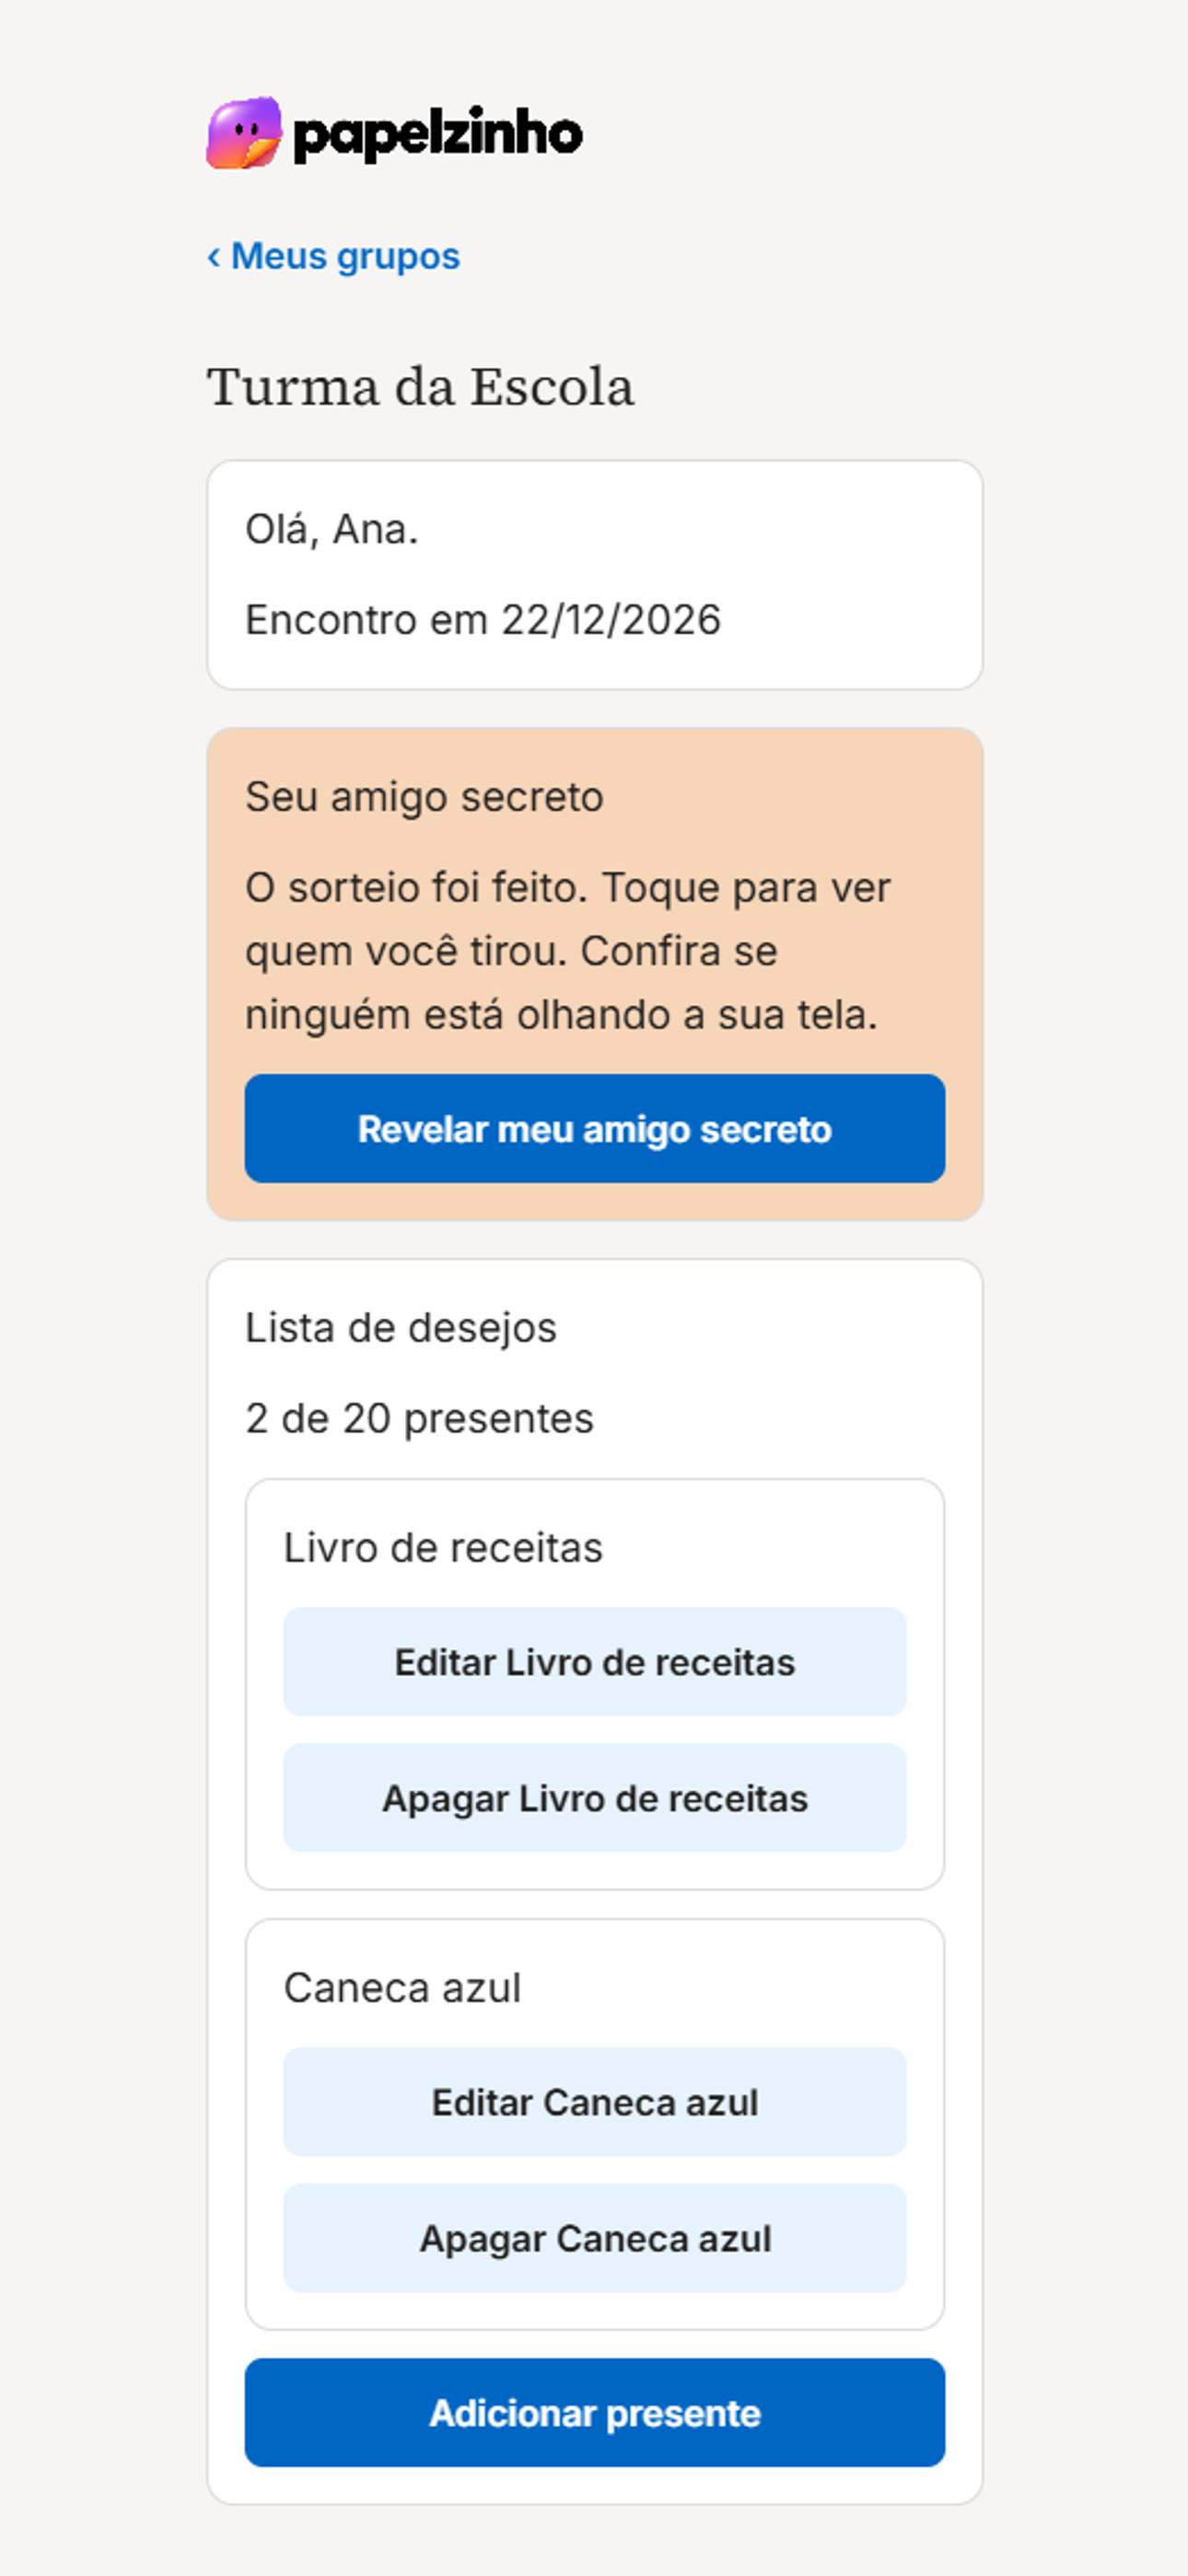 papelzinho
‹ Meus grupos
Turma da Escola
Olá, Ana.
Encontro em 22/12/2026
Seu amigo secreto
O sorteio foi feito. Toque para ver
quem você tirou. Confira se
ninguém está olhando a sua tela.
Revelar meu amigo secreto
Lista de desejos
2 de 20 presentes
Livro de receitas
Editar Livro de receitas
Apagar Livro de receitas
Caneca azul
Editar Caneca azul
Apagar Caneca azul
Adicionar presente